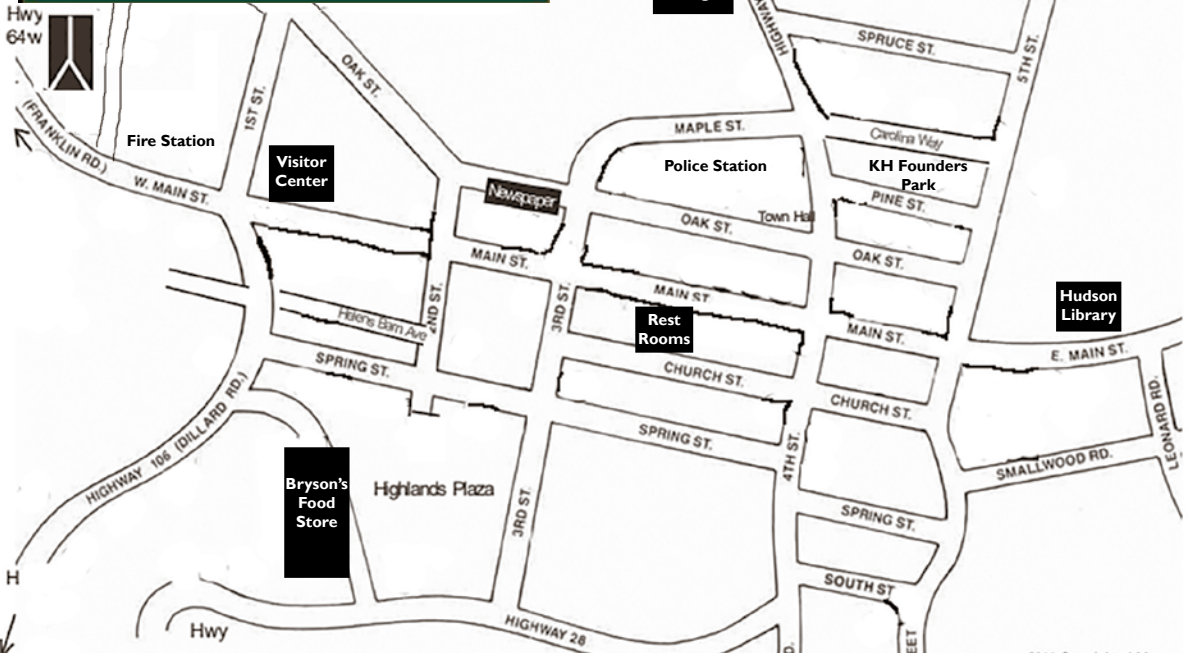 Hwy
64w
HIGHWAY
SPRUCE ST.
5TH ST.
OAK ST.
1ST ST.
(FRANKLIN RD.)
Fire Station
MAPLE ST.
Carolina Way
Visitor
Center
Police Station
KH Founders
Park
W. MAIN ST.
Newspaper
PINE ST.
OAK ST.
Town Hall
OAK ST.
MAIN ST.
2ND ST.
3RD ST.
MAIN ST.
Rest
Rooms
MAIN ST.
Hudson
Library
E. MAIN ST.
Helens Barn Ave
SPRING ST.
CHURCH ST.
CHURCH ST.
LEONARD RD.
HIGHWAY 106 (DILLARD RD.)
SPRING ST.
4TH ST.
SMALLWOOD RD.
Bryson's
Food
Store
Highlands Plaza
3RD ST.
SPRING ST.
H
SOUTH ST
Hwy
HIGHWAY 28
D.
EET